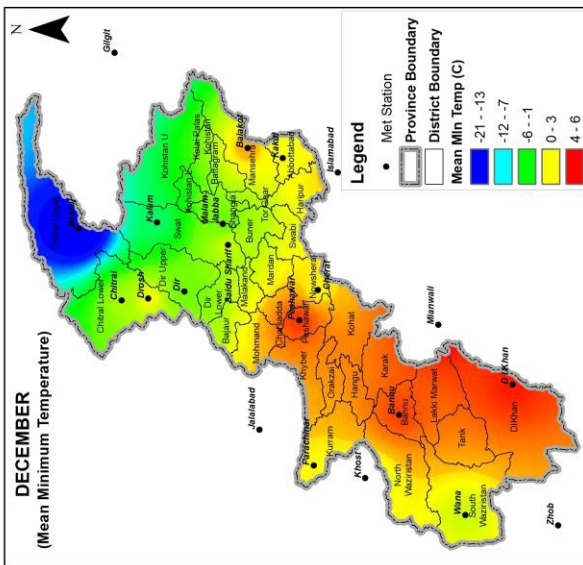 DECEMBER
(Mean Minimum Temperature)
N
Gilgit
Chitral Lower
Chitral
Drosh
Kalam
Kohistan U
Dir Upper
Dir
Swat
Kohistan L
Kolai Palas
Kohistan
Battagram
Malam
Jabba
Shangla
Dir
Lower
Saidu Sharif
Bajaur
Malakand
Buner
Tor Ghar
Mansehra
Balakot
Kakul
Abbottabad
Haripur
Islamabad
Mohmand
Mardan
Swabi
Charsadda
Peshawar
Peshawar
Nowshera
Cherat
Jalalabad
Khyber
Orakzai
Kohat
Hangu
Kurram
Parachinar
Karak
Khost
North
Waziristan
Bannu
Bannu
Lakki Marwat
Mianwali
Tank
DIKhan
DIKhan
Wana
South
Waziristan
Zhob
Legend
Met Station
Province Boundary
District Boundary
Mean Min Temp (C)
-21 - -13
-12 - -7
-6 - -1
0 - 3
4 - 6